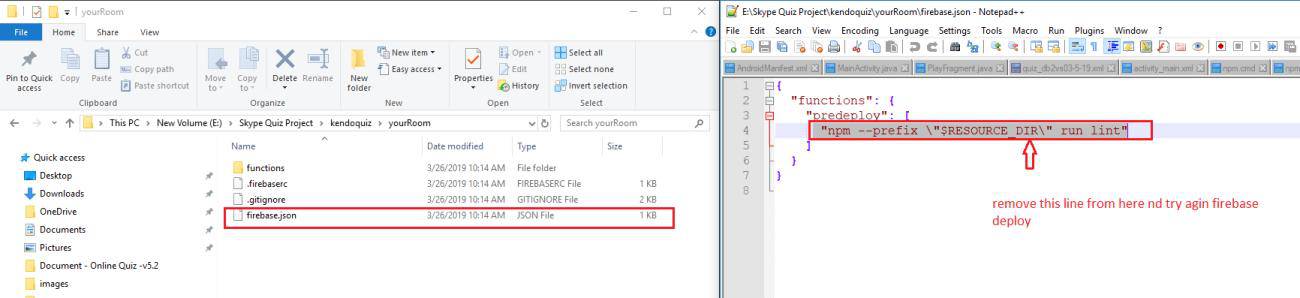 yourRoom
File
Home
Share
View
Pin to Quick access
Copy
Paste
Cut
Copy path
Paste shortcut
Clipboard
Move to
Copy to
Delete
Rename
Organize
New folder
New item
Easy access
New
Properties
Open
Edit
History
Open
Select all
Select none
Invert selection
Select
This PC > New Volume (E:) > Skype Quiz Project > kendoquiz > yourRoom
Search yourRoom
Quick access
Desktop
Downloads
OneDrive
Documents
Pictures
Document - Online Quiz -v5.2
images
Name Date modified Type Size
functions 3/26/2019 10:14 AM File folder
.firebaserc 3/26/2019 10:14 AM FIREBASERC File 1 KB
.gitignore 3/26/2019 10:14 AM GITIGNORE File 2 KB
firebase.json 3/26/2019 10:14 AM JSON File 1 KB
E:\Skype Quiz Project\kendoquiz\yourRoom\firebase.json - Notepad++
File Edit Search View Encoding Language Settings Tools Macro Run Plugins Window ?
AndroidManifest.xml MainActivity.java PlayFragment.java quiz_db2vs03-5-19.xml activity_main.xml npm.cmd npm
1 {
2 "functions": {
3 "predeploy": [
4 "npm --prefix \"$RESOURCE_DIR\" run lint"
5 ]
6 }
7 }
8
remove this line from here nd try agin firebase
deploy